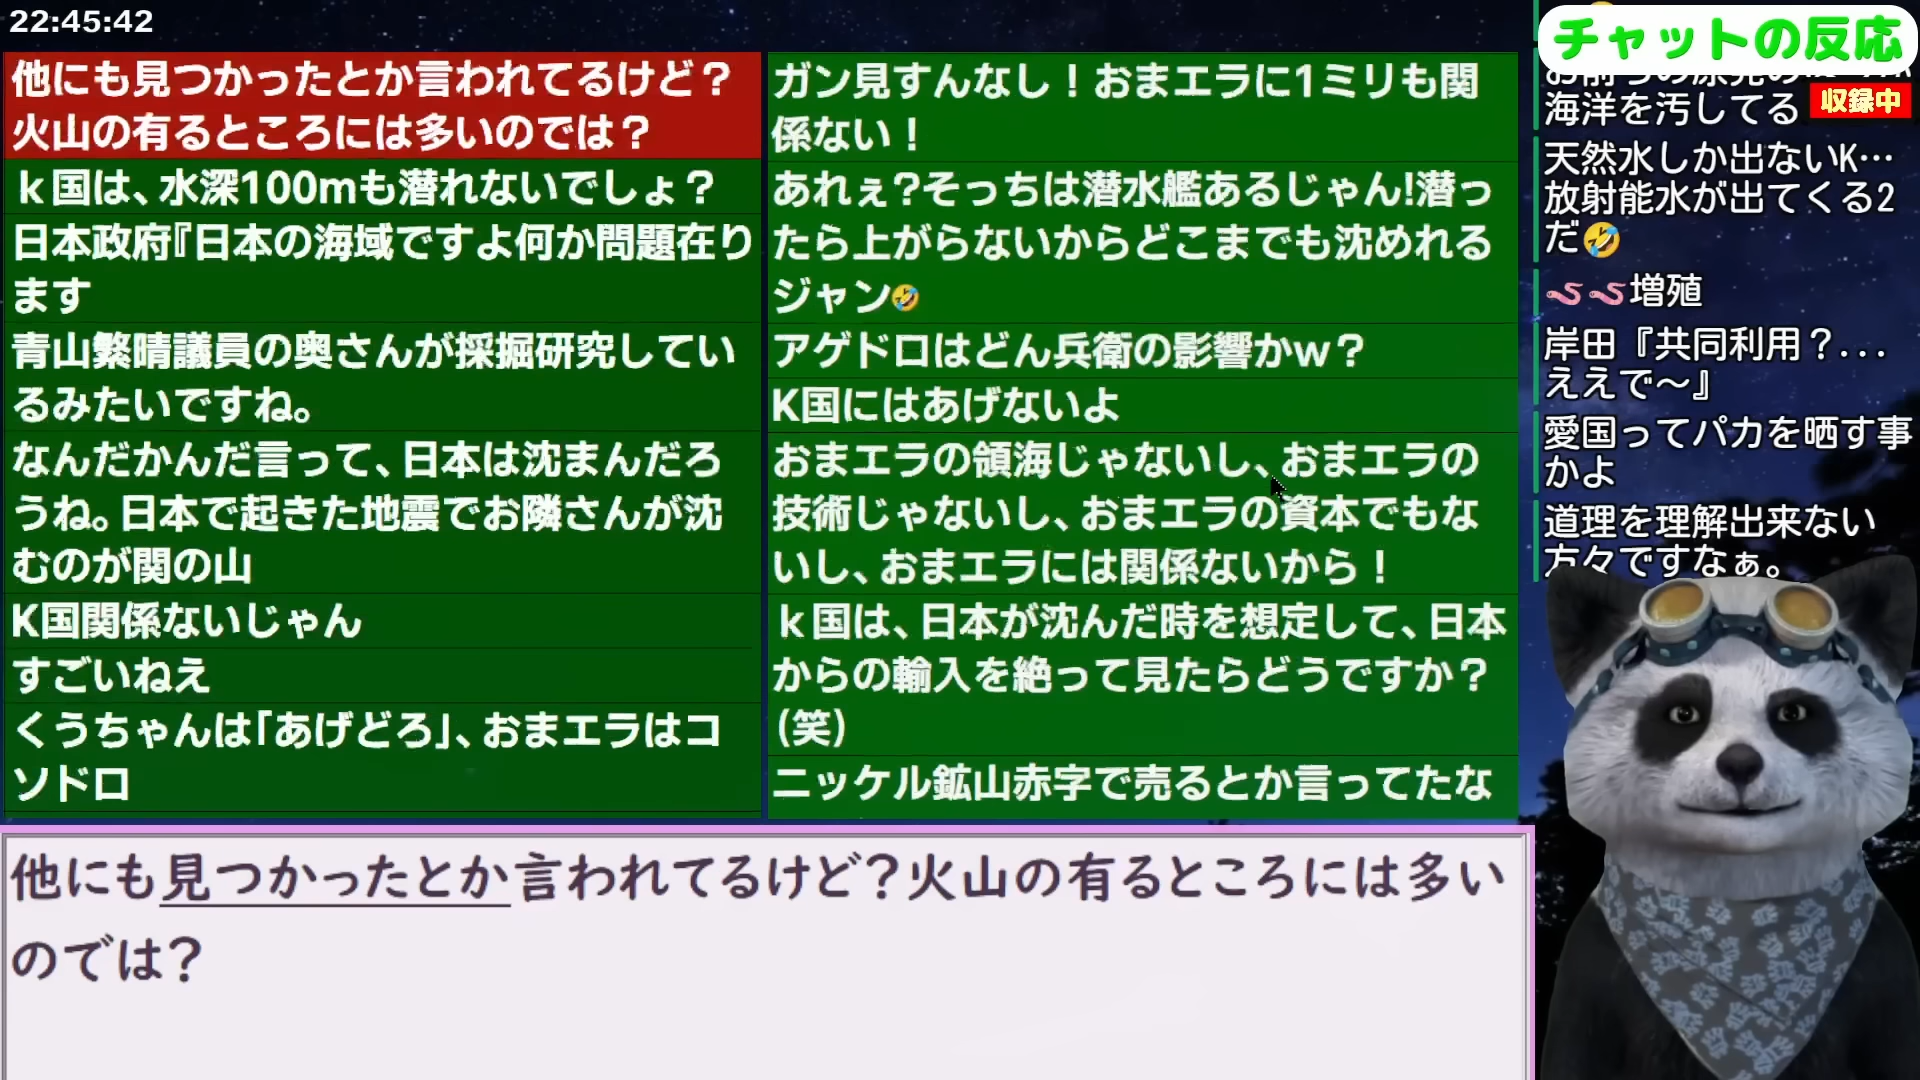 22:45:42
他にも見つかったとか言われてるけど？
火山の有るところには多いのでは？
ｋ国は、水深100mも潜れないでしょ？
日本政府『日本の海域ですよ何か問題在り
ます
青山繁晴議員の奥さんが採掘研究してい
るみたいですね。
なんだかんだ言って、日本は沈まんだろ
うね。日本で起きた地震でお隣さんが沈
むのが関の山
K国関係ないじゃん
すごいねえ
くうちゃんは「あげどろ」、おまエラはコ
ソドロ
ガン見すんなし！おまエラに1ミリも関
係ない！
あれぇ?そっちは潜水艦あるじゃん!潜っ
たら上がらないからどこまでも沈めれる
ジャン🤣
アゲドロはどん兵衛の影響かｗ？
K国にはあげないよ
おまエラの領海じゃないし、おまエラの
技術じゃないし、おまエラの資本でもな
いし、おまエラには関係ないから！
ｋ国は、日本が沈んだ時を想定して、日本
からの輸入を絶って見たらどうですか？
(笑)
ニッケル鉱山赤字で売るとか言ってたな
チャットの反応
収録中
海洋を汚してる
天然水しか出ないK…
放射能水が出てくる2
だ🤣
🪱🪱増殖
岸田『共同利用？...
ええで～』
愛国ってパカを晒す事
かよ
道理を理解出来ない
方々ですなぁ。
他にも見つかったとか言われてるけど？火山の有るところには多い
のでは？